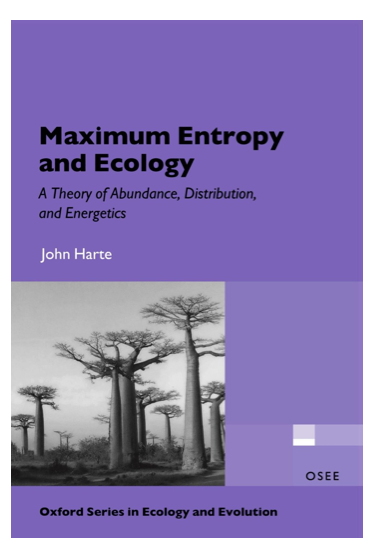 Maximum Entropy
and Ecology
A Theory of Abundance, Distribution,
and Energetics
John Harte
OSEE
Oxford Series in Ecology and Evolution